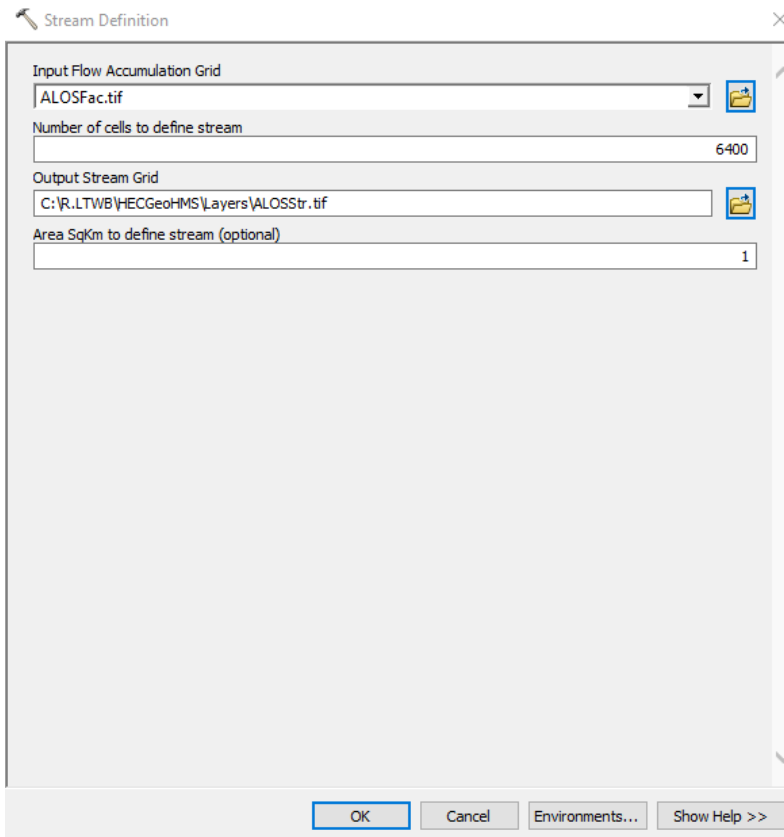 Stream Definition
Input Flow Accumulation Grid
ALOSFac.tif
Number of cells to define stream
6400
Output Stream Grid
C:\R.LTWB\HECGeoHMS\Layers\ALOSStr.tif
Area SqKm to define stream (optional)
1
OK Cancel Environments... Show Help >>